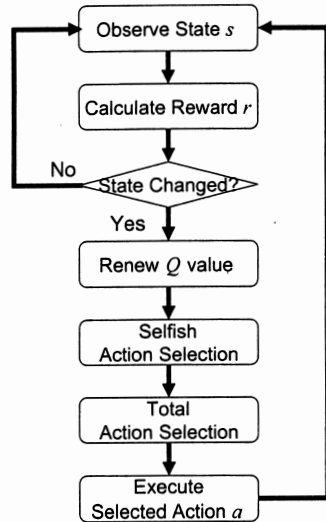 Observe State s
Calculate Reward r
No
State Changed?
Yes
Renew Q value
Selfish
Action Selection
Total
Action Selection
Execute
Selected Action a